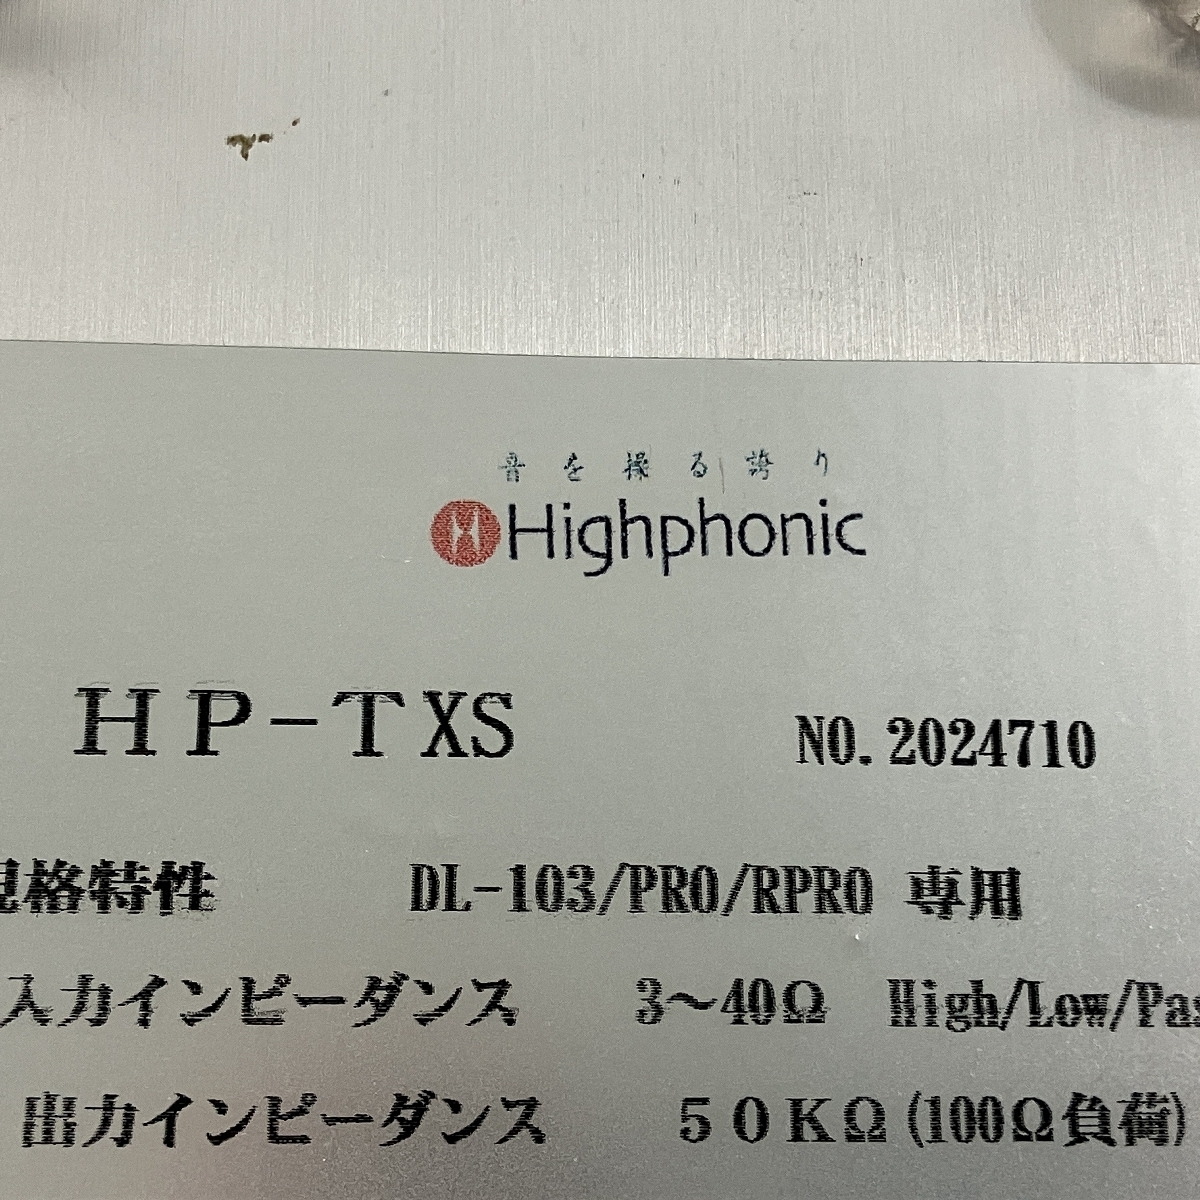 音を操る誇り
Highphonic
HP-TXS NO.2024710
規格特性 DL-103/PRO/RPRO 専用
入力インピーダンス 3〜40Ω High/Low/Pas
出力インピーダンス 50KΩ(100Ω負荷)